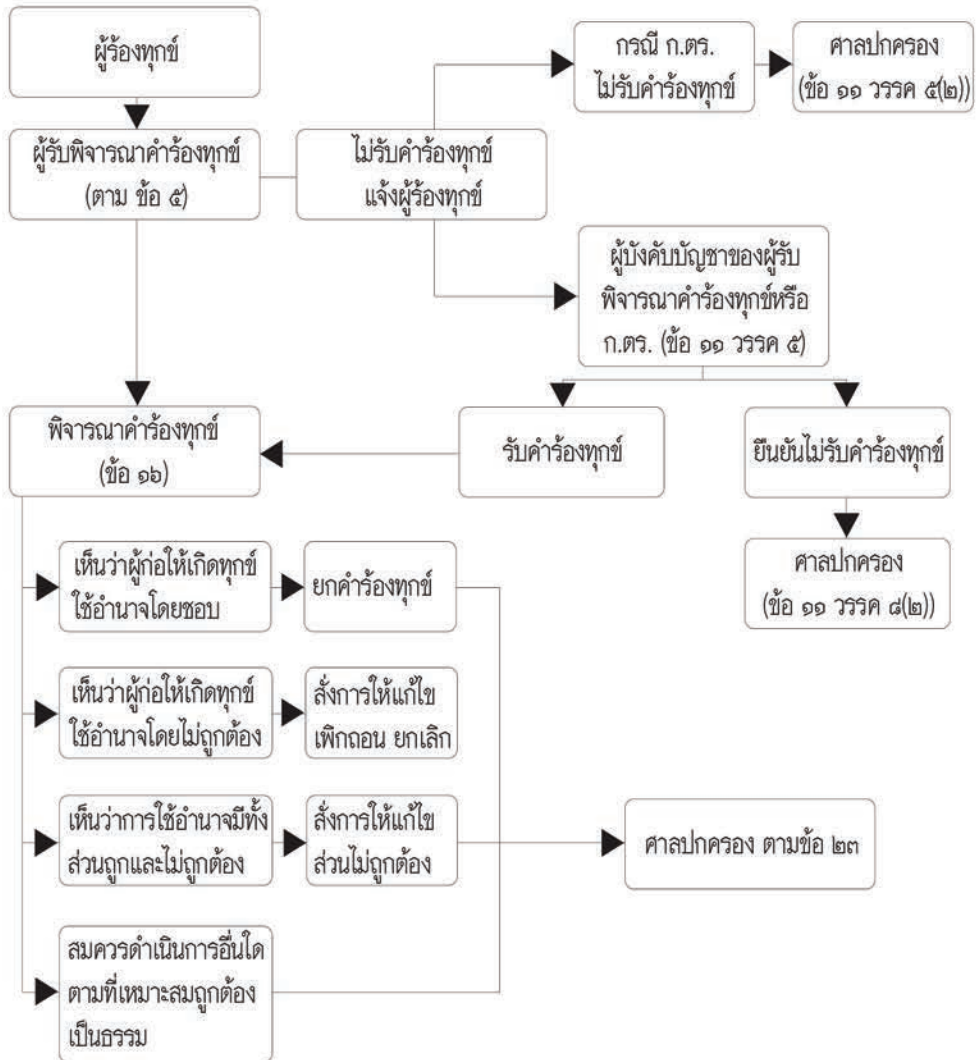 ผู้ร้องทุกข์
กรณี ก.ตร.
ไม่รับคำร้องทุกข์
ศาลปกครอง
(ข้อ ๑๑ วรรค ๕(๒))
ผู้รับพิจารณาคำร้องทุกข์
(ตาม ข้อ ๕)
ไม่รับคำร้องทุกข์
แจ้งผู้ร้องทุกข์
ผู้บังคับบัญชาของผู้รับ
พิจารณาคำร้องทุกข์หรือ
ก.ตร. (ข้อ ๑๑ วรรค ๕)
พิจารณาคำร้องทุกข์
(ข้อ ๑๖)
รับคำร้องทุกข์
ยืนยันไม่รับคำร้องทุกข์
ศาลปกครอง
(ข้อ ๑๑ วรรค ๘(๒))
เห็นว่าผู้ก่อให้เกิดทุกข์
ใช้อำนาจโดยชอบ
ยกคำร้องทุกข์
เห็นว่าผู้ก่อให้เกิดทุกข์
ใช้อำนาจโดยไม่ถูกต้อง
สั่งการให้แก้ไข
เพิกถอน ยกเลิก
เห็นว่าการใช้อำนาจมีทั้ง
ส่วนถูกและไม่ถูกต้อง
สั่งการให้แก้ไข
ส่วนไม่ถูกต้อง
ศาลปกครอง ตามข้อ ๒๓
สมควรดำเนินการอื่นใด
ตามที่เหมาะสมถูกต้อง
เป็นธรรม